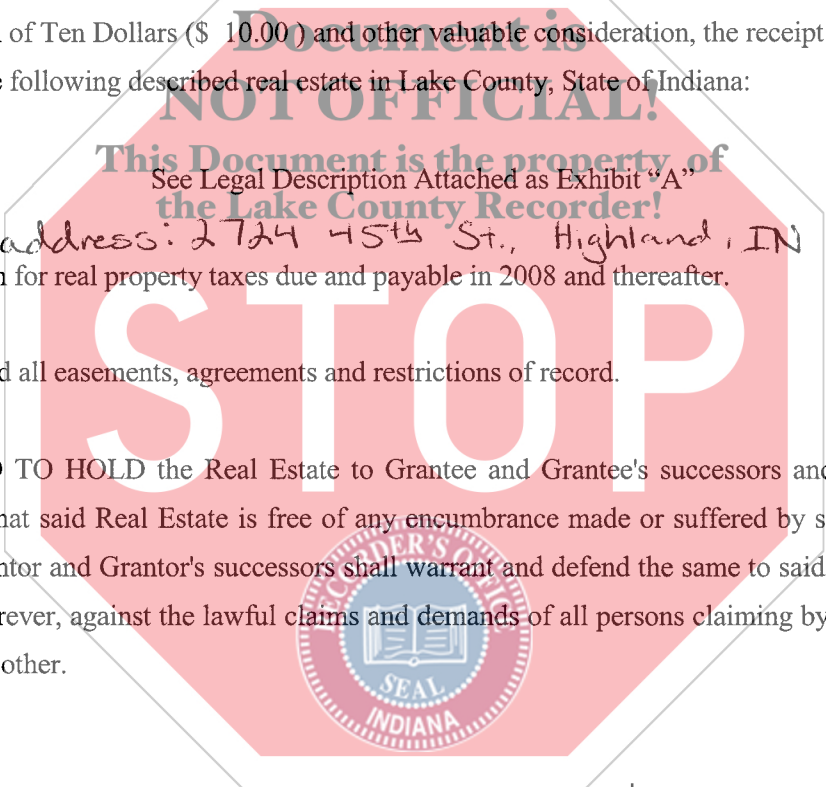 of Ten Dollars ($ 10.00 ) and other valuable consideration, the receipt
Document is
following described real estate in Lake County, State of Indiana:
NOT OFFICIAL!
This Document is the property of
See Legal Description Attached as Exhibit “A”
the Lake County Recorder!
address: 2724 45th St., Highland, IN
for real property taxes due and payable in 2008 and thereafter.
STOP
all easements, agreements and restrictions of record.
TO HOLD the Real Estate to Grantee and Grantee's successors and
hat said Real Estate is free of any encumbrance made or suffered by s
ntor and Grantor's successors shall warrant and defend the same to said
RECORDER'S OFFIC
rever, against the lawful claims and demands of all persons claiming by
other.
SEAL
INDIANA